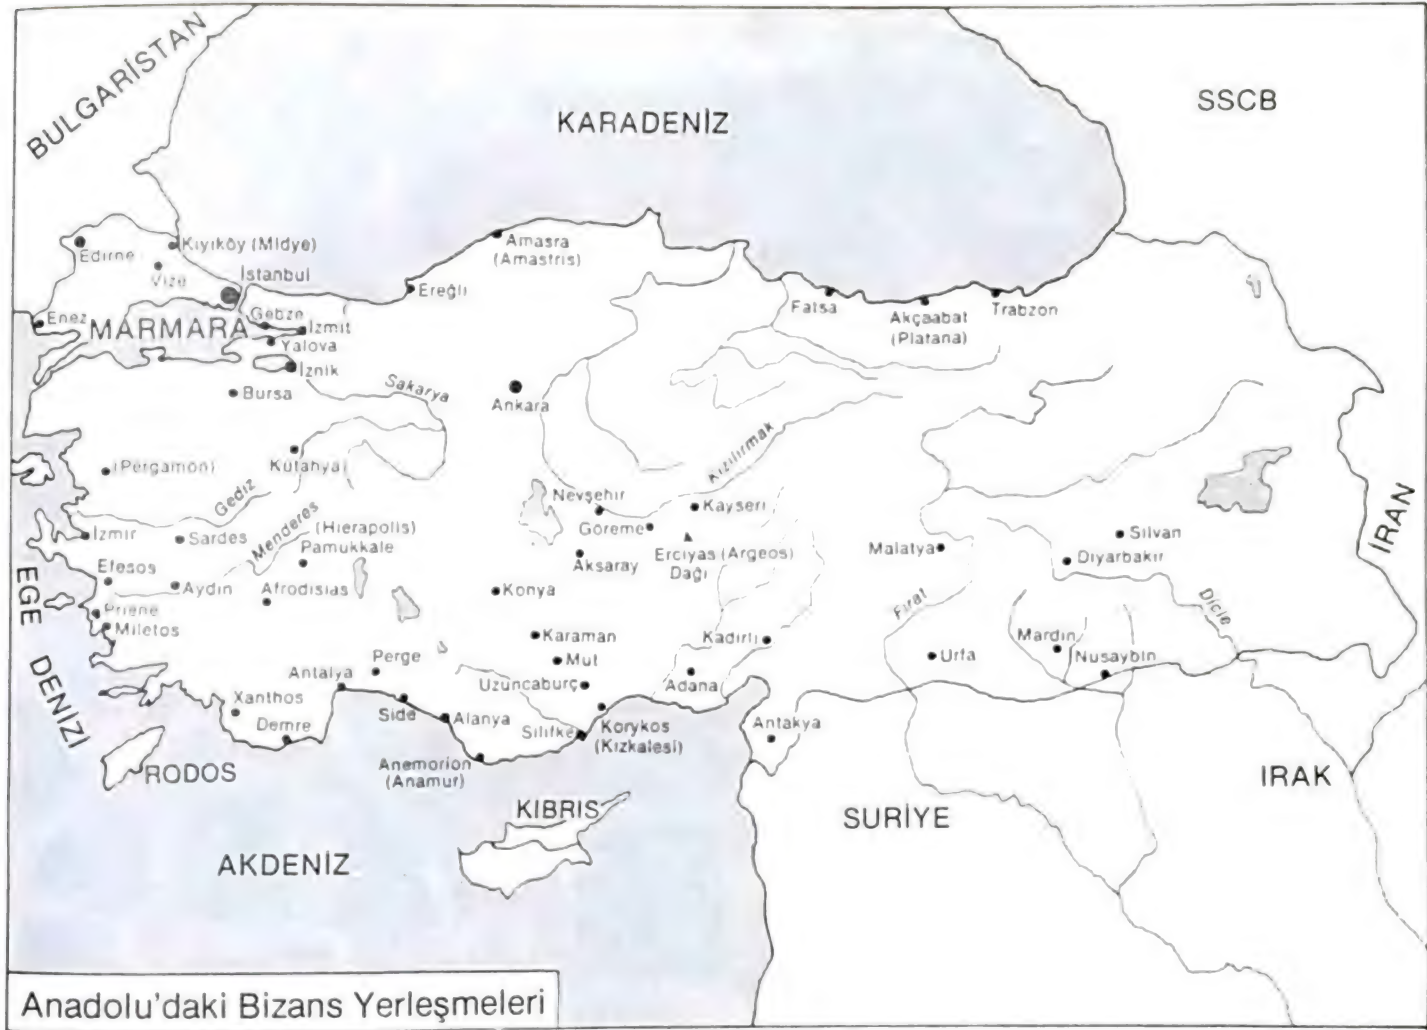 BULGARİSTAN
KARADENİZ
SSCB
Edirne
Kıyıköy (Midye)
Vize
İstanbul
Amasra
(Amastris)
Ereğli
Enez
MARMARA
Gebze
İzmit
Yalova
İznik
Bursa
Sakarya
Ankara
Fatsa
Akçaabat
(Platana)
Trabzon
(Pergamon)
Kütahya
Gediz
Kızılırmak
Nevşehir
Kayseri
Göreme
İzmir
Sardes
Menderes
(Hierapolis)
Pamukkale
Aksaray
Erciyas (Argeos)
Dağı
Malatya
Silvan
Diyarbakır
İRAN
EGE DENİZİ
Efesos
Aydın
Afrodisias
Konya
Priene
Miletos
Karaman
Mut
Kadirli
Fırat
Mardin
Dicle
Nusaybin
Urfa
Perge
Antalya
Uzuncaburç
Adana
Xanthos
Demre
Side
Alanya
Silifke
Korykos
(Kızkalesi)
Antakya
Anemorion
(Anamur)
RODOS
KIBRIS
SURİYE
IRAK
AKDENİZ
Anadolu'daki Bizans Yerleşmeleri